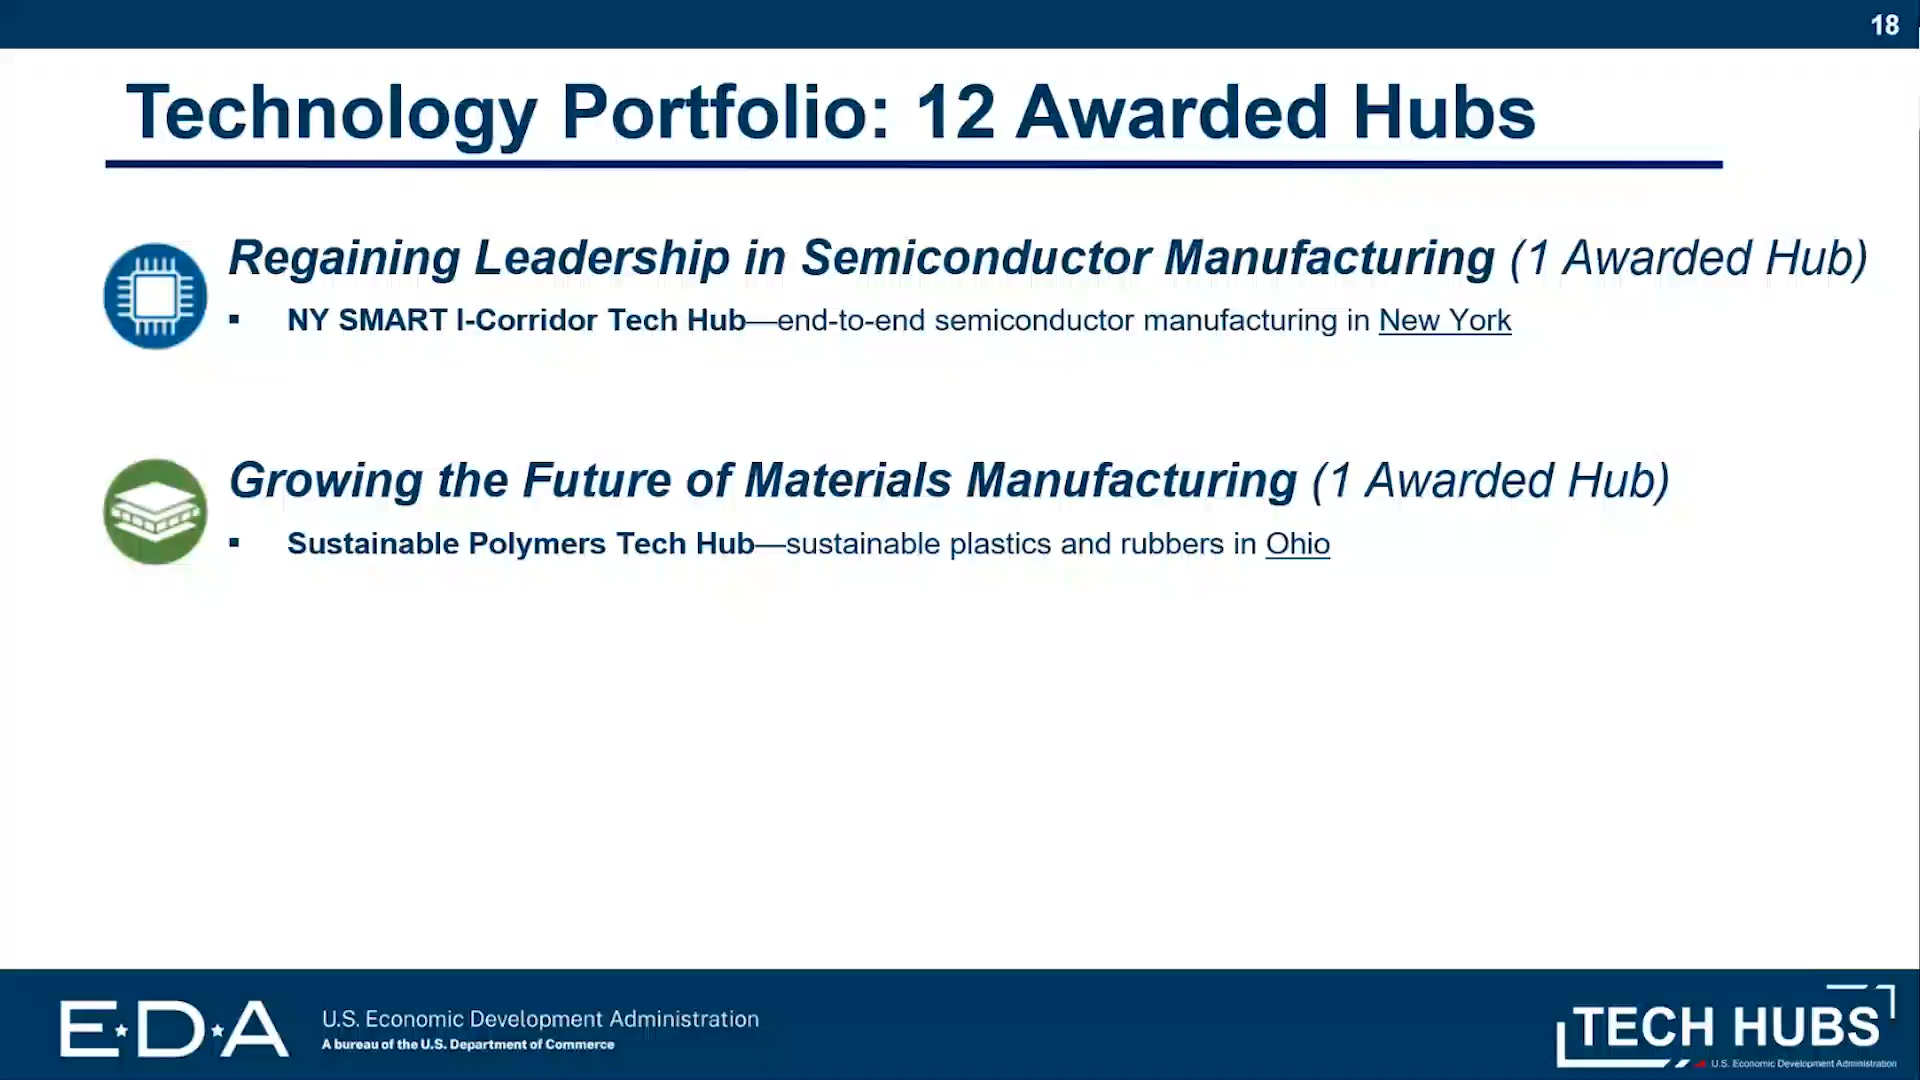 18
Technology Portfolio: 12 Awarded Hubs
Regaining Leadership in Semiconductor Manufacturing (1 Awarded Hub)
▪ NY SMART I-Corridor Tech Hub—end-to-end semiconductor manufacturing in New York
Growing the Future of Materials Manufacturing (1 Awarded Hub)
▪ Sustainable Polymers Tech Hub—sustainable plastics and rubbers in Ohio
E★D★A
U.S. Economic Development Administration
A bureau of the U.S. Department of Commerce
TECH HUBS
U.S. Economic Development Administration